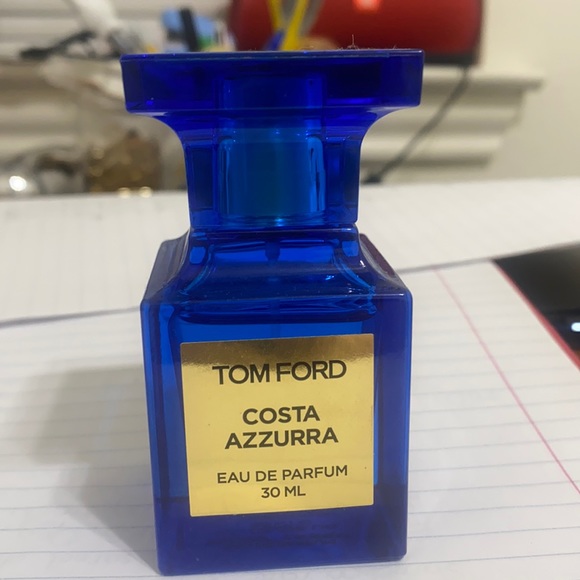 TOM FORD
COSTA
AZZURRA
EAU DE PARFUM
30 ML